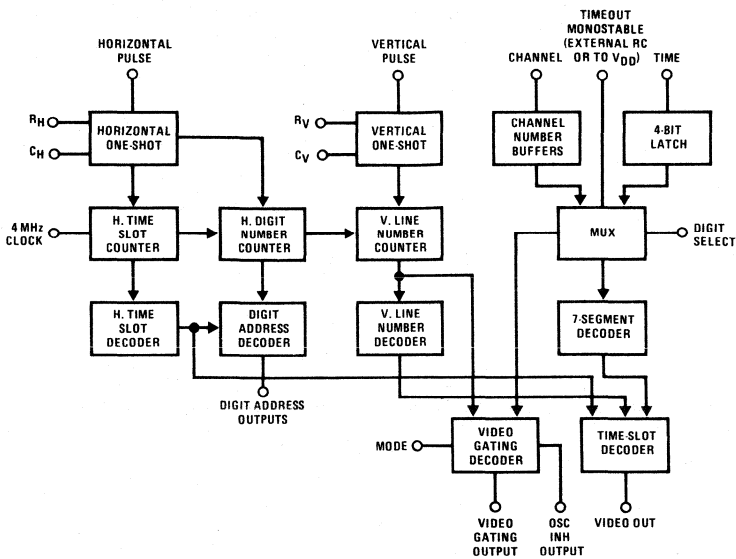 HORIZONTAL
PULSE
VERTICAL
PULSE
CHANNEL
TIMEOUT
MONOSTABLE
(EXTERNAL RC
OR TO VDD)
TIME
RH
CH
HORIZONTAL
ONE-SHOT
RV
CV
VERTICAL
ONE-SHOT
CHANNEL
NUMBER
BUFFERS
4-BIT
LATCH
4 MHz
CLOCK
H. TIME
SLOT
COUNTER
H. DIGIT
NUMBER
COUNTER
V. LINE
NUMBER
COUNTER
MUX
DIGIT
SELECT
H. TIME
SLOT
DECODER
DIGIT
ADDRESS
DECODER
V. LINE
NUMBER
DECODER
7-SEGMENT
DECODER
DIGIT ADDRESS
OUTPUTS
MODE
VIDEO
GATING
DECODER
TIME-SLOT
DECODER
VIDEO
GATING
OUTPUT
OSC
INH
OUTPUT
VIDEO OUT